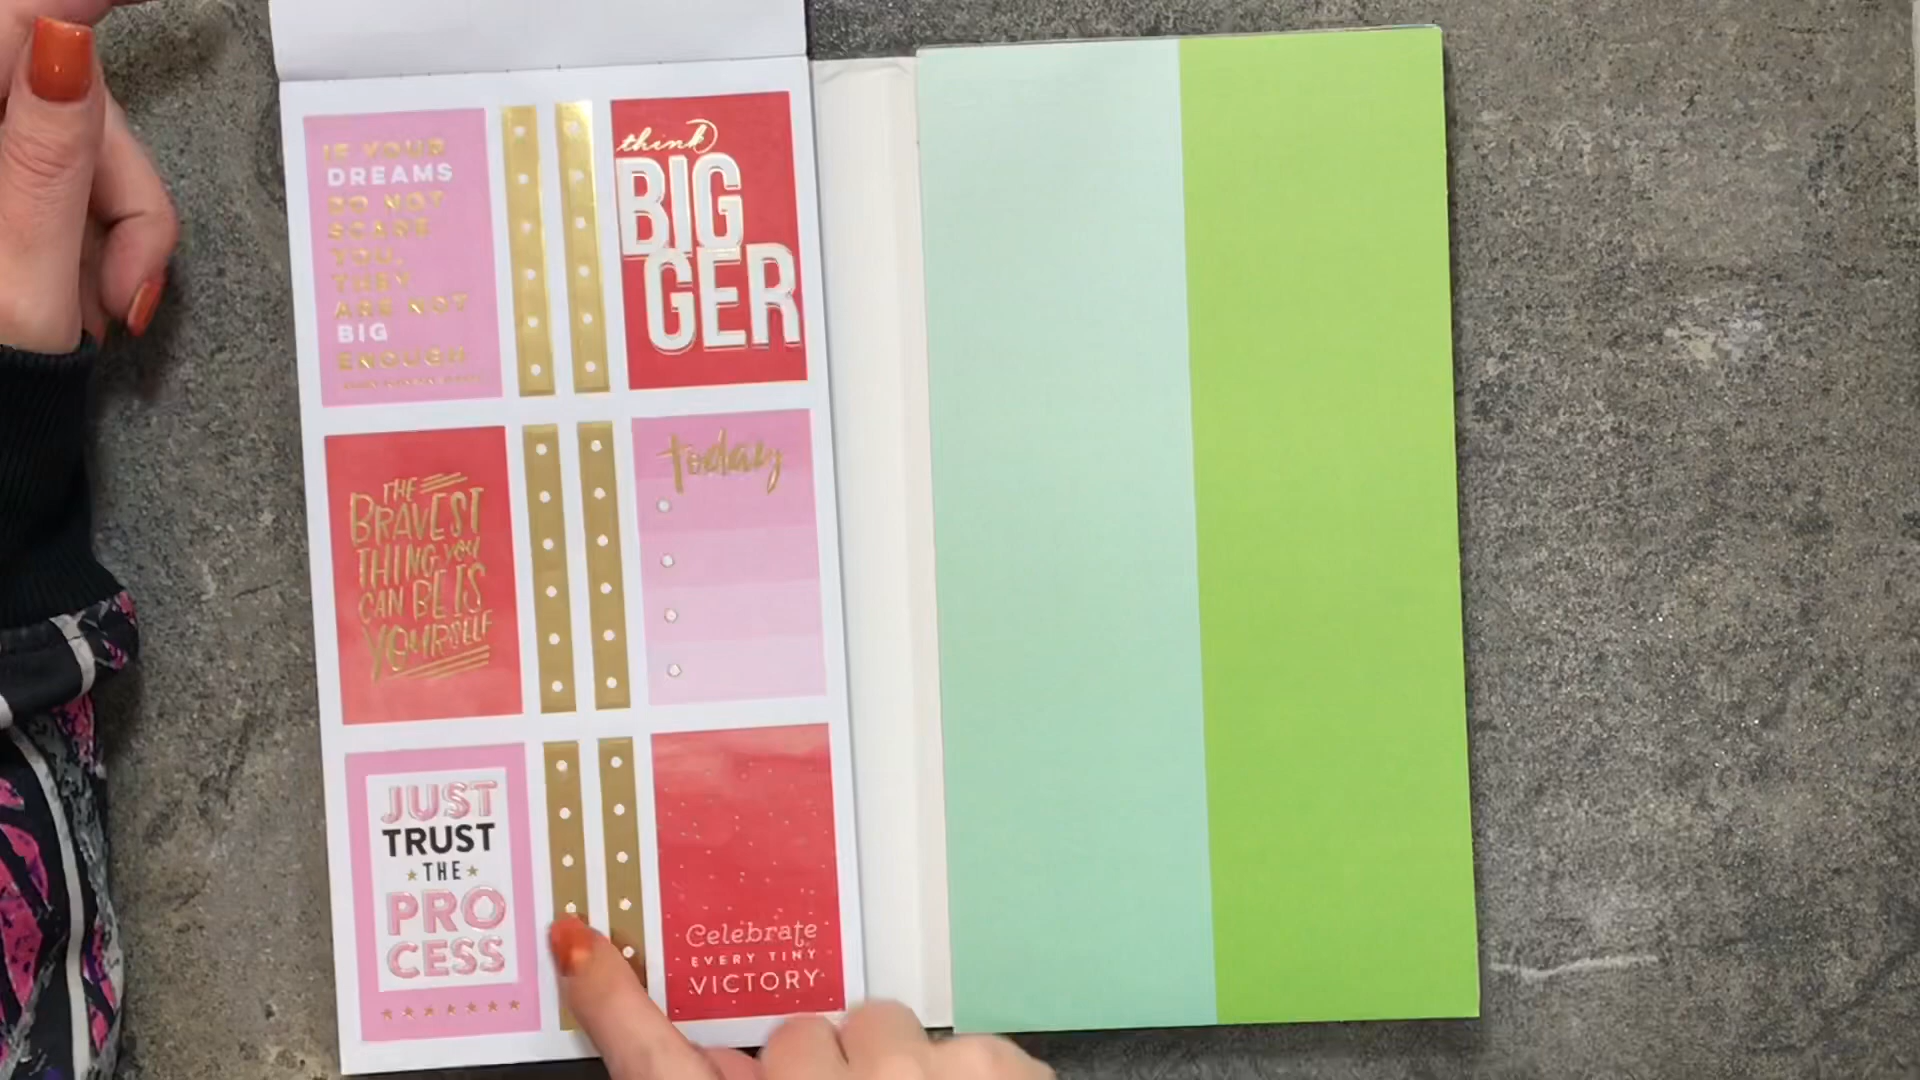 IF YOUR
DREAMS
DO NOT
SCARE
YOU,
THEY
ARE NOT
BIG
ENOUGH
think
BIG
GER
THE
BRAVEST
THING you
CAN BE IS
YOURSELF
today
JUST
TRUST
THE
PRO
CESS
Celebrate
EVERY TINY
VICTORY